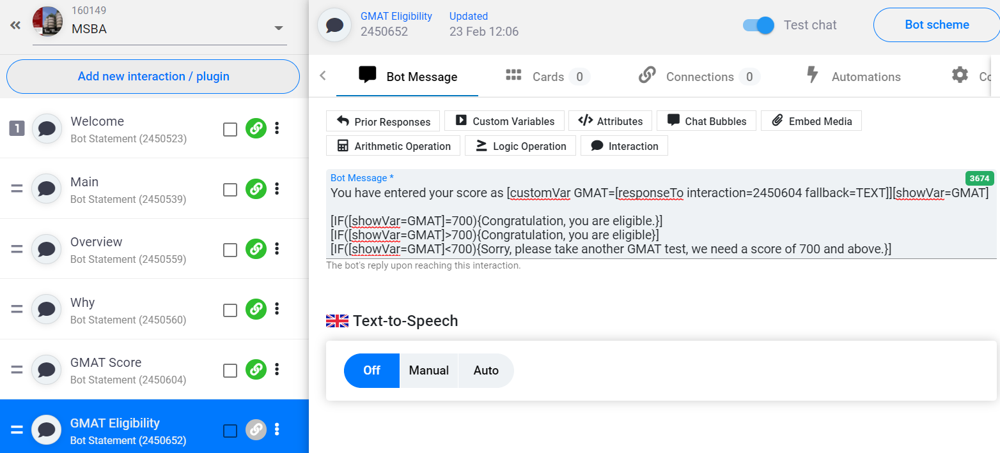 160149
MSBA
Add new interaction / plugin
1
Welcome
Bot Statement (2450523)
Main
Bot Statement (2450539)
Overview
Bot Statement (2450559)
Why
Bot Statement (2450560)
GMAT Score
Bot Statement (2450604)
GMAT Eligibility
Bot Statement (2450652)
GMAT Eligibility
2450652
Updated
23 Feb 12:06
Test chat
Bot scheme
Bot Message
Cards 0
Connections 0
Automations
Co
Prior Responses
Custom Variables
Attributes
Chat Bubbles
Embed Media
Arithmetic Operation
Logic Operation
Interaction
Bot Message *
3674
You have entered your score as [customVar GMAT=[responseTo interaction=2450604 fallback=TEXT]][showVar=GMAT]
[IF([showVar=GMAT]=700){Congratulation, you are eligible.}]
[IF([showVar=GMAT]>700){Congratulation, you are eligible}]
[IF([showVar=GMAT]<700){Sorry, please take another GMAT test, we need a score of 700 and above.}]
The bot's reply upon reaching this interaction.
Text-to-Speech
Off
Manual
Auto